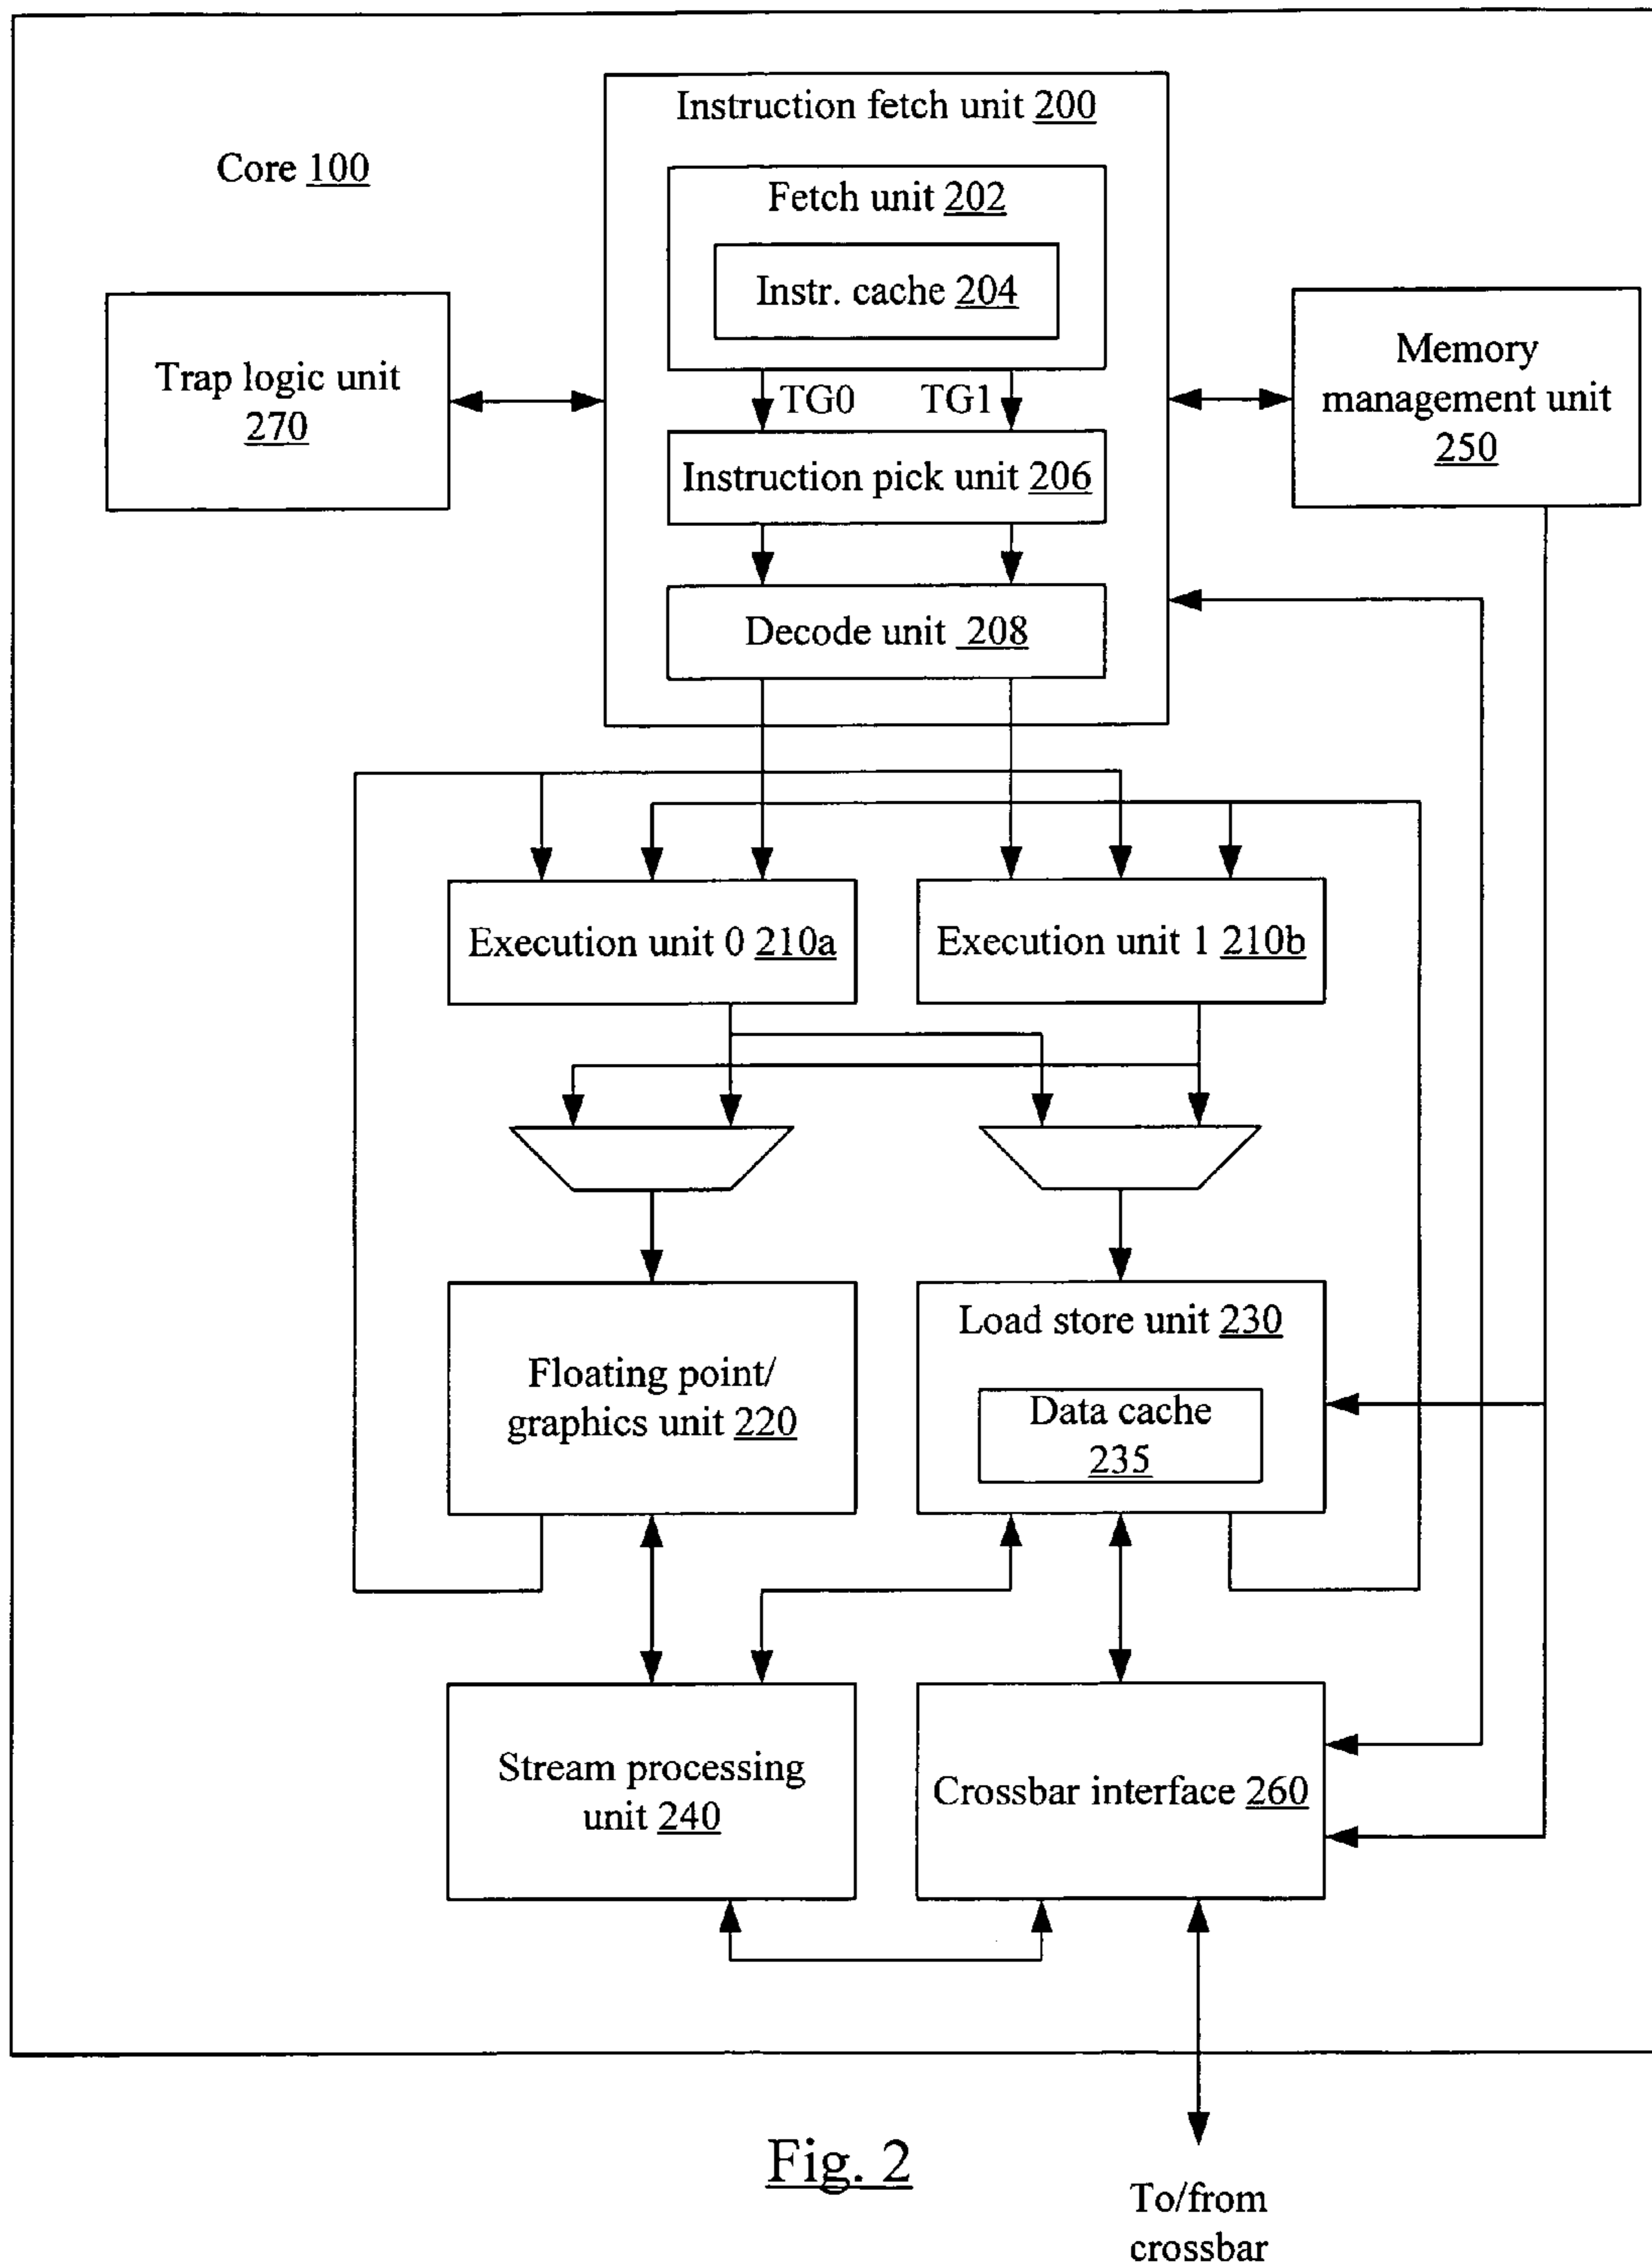 Instruction fetch unit 200
Core 100
Fetch unit 202
Instr. cache 204
Trap logic unit
270
Memory
management unit
250
TG0
TG1
Instruction pick unit 206
Decode unit 208
Execution unit 0 210a
Execution unit 1 210b
Floating point/
graphics unit 220
Load store unit 230
Data cache
235
Stream processing
unit 240
Crossbar interface 260
Fig. 2
To/from
crossbar